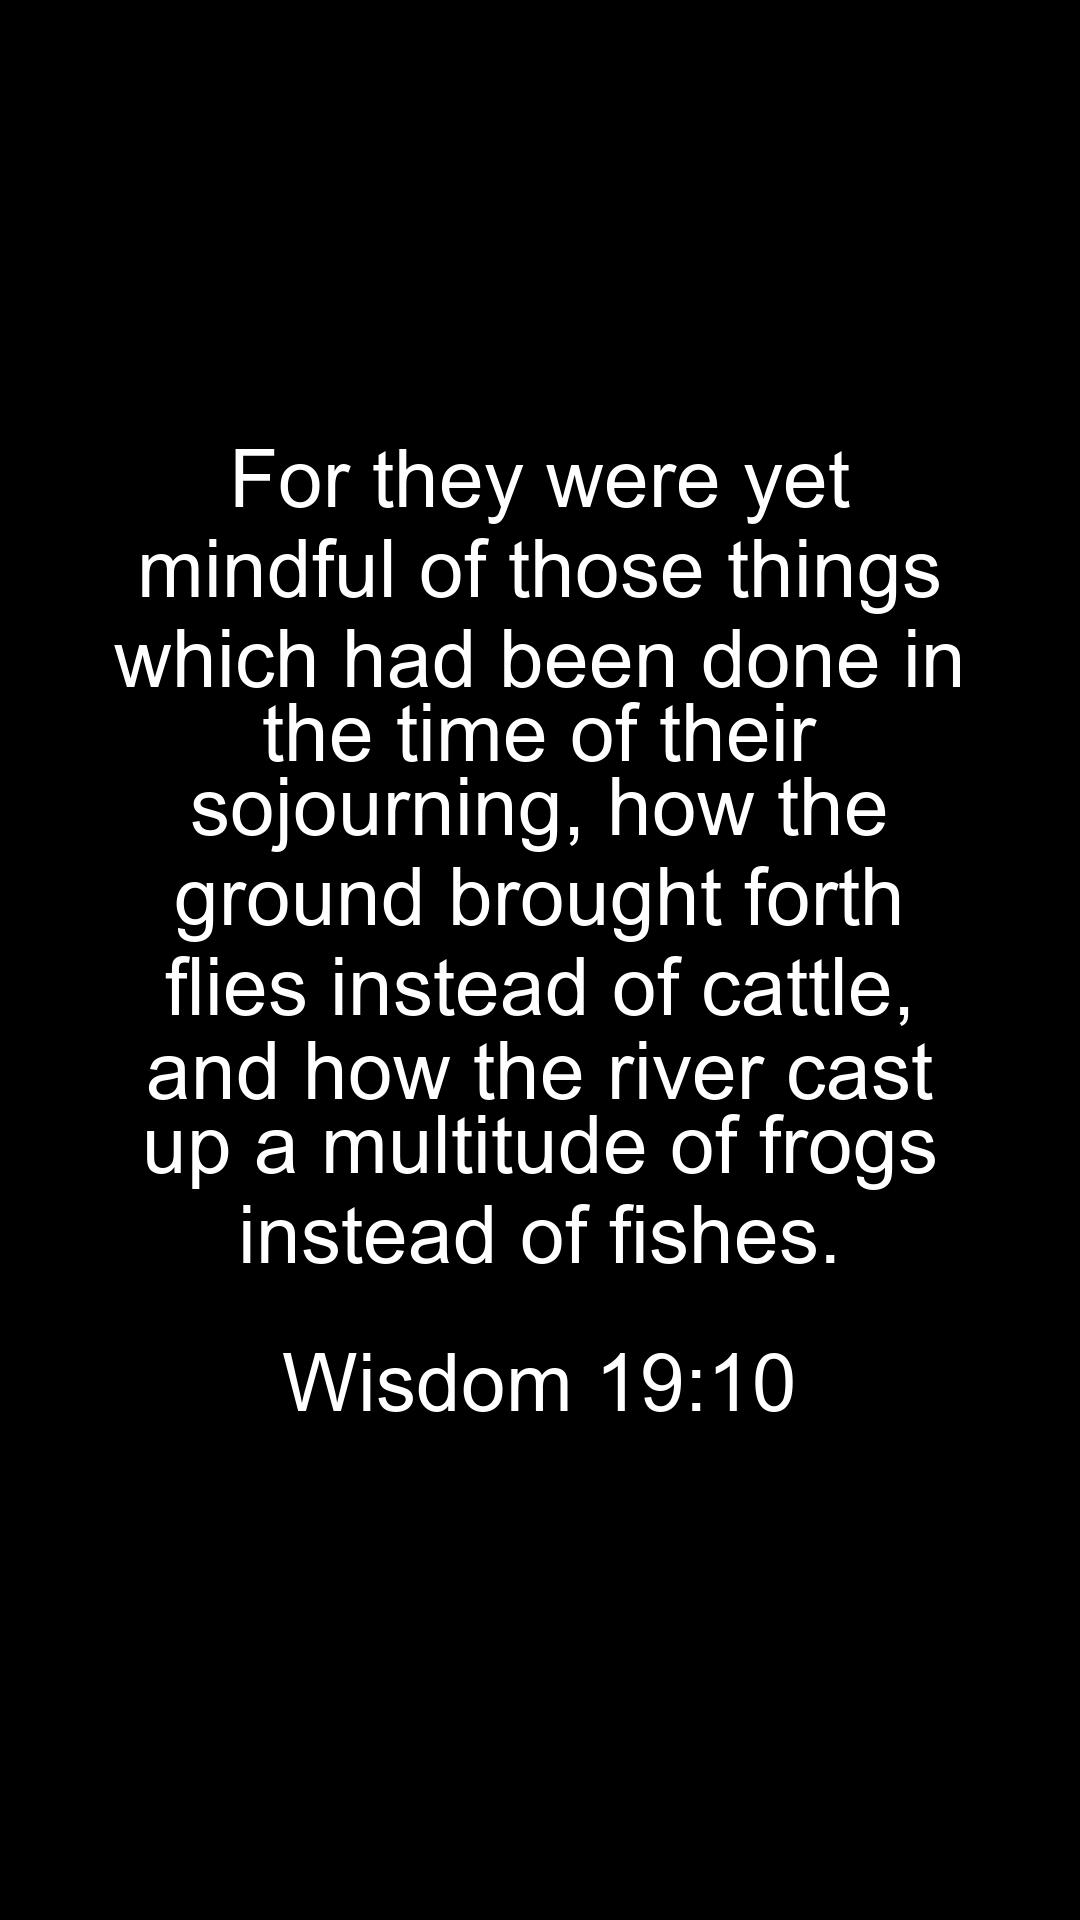 For they were yet
mindful of those things
which had been done in
the time of their
sojourning, how the
ground brought forth
flies instead of cattle,
and how the river cast
up a multitude of frogs
instead of fishes.
Wisdom 19:10